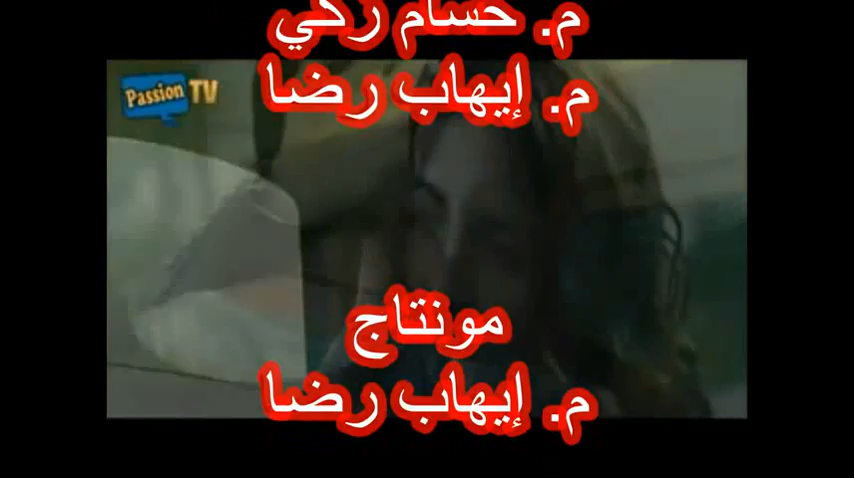 م. حسام زكي
Passion TV
م. إيهاب رضا
مونتاج
م. إيهاب رضا